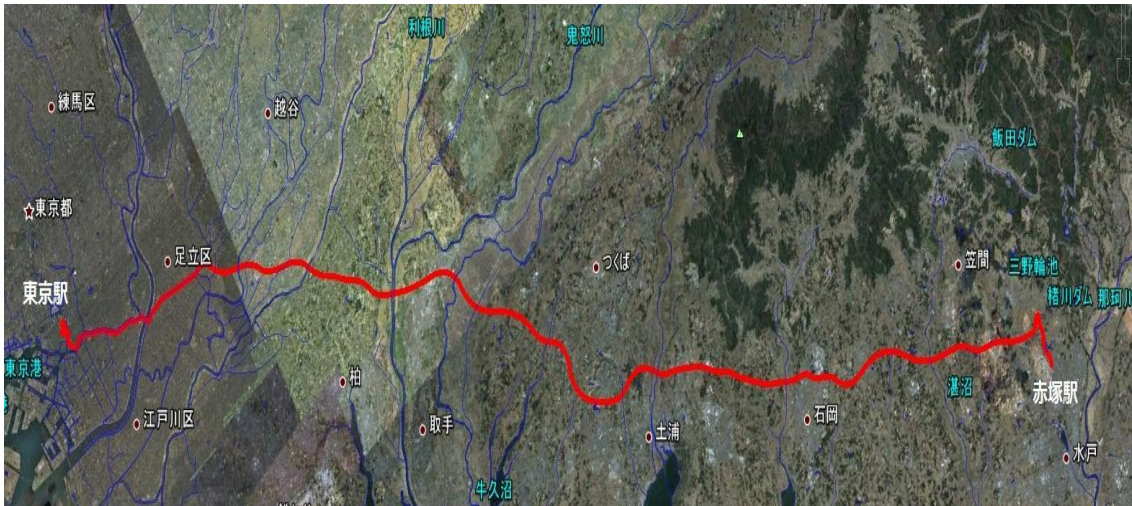 利根川
鬼怒川
練馬区
越谷
飯田ダム
東京都
足立区
つくば
笠間
三野輪池
東京駅
楮川ダム 那珂川
東京港
柏
湛沼
赤塚駅
江戸川区
取手
石岡
土浦
水戸
牛久沼